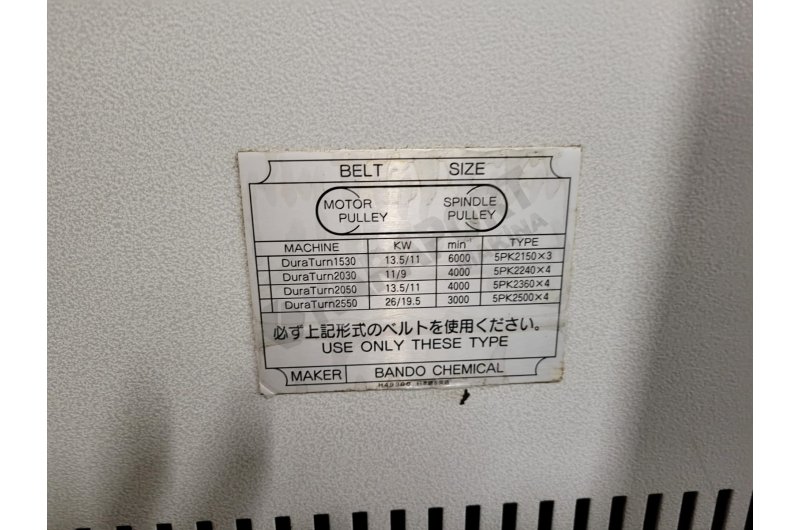 BELT SIZE
MOTOR PULLEY
SPINDLE PULLEY
MACHINE KW min⁻¹ TYPE
DuraTurn1530 13.5/11 6000 5PK2150×3
DuraTurn2030 11/9 4000 5PK2240×4
DuraTurn2050 13.5/11 4000 5PK2360×4
DuraTurn2550 26/19.5 3000 5PK2500×4
必ず上記形式のベルトを使用ください。
USE ONLY THESE TYPE
MAKER BANDO CHEMICAL